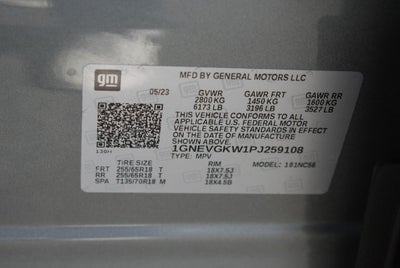 gm
MFD BY GENERAL MOTORS LLC
05/23 GVWR GAWR FRT GAWR RR
2800 KG 1450 KG 1600 KG
6173 LB 3196 LB 3527 LB
THIS VEHICLE CONFORMS TO ALL
APPLICABLE U.S. FEDERAL MOTOR
VEHICLE SAFETY STANDARDS IN EFFECT
ON THE DATE OF MANUFACTURE SHOWN ABOVE.
1GNEVGKW1PJ259108
TYPE: MPV MODEL: 1B1NC56
TIRE SIZE RIM
FRT 255/65R18 T 18X7.5J
RR 255/65R18 T 18X7.5J
SPA T135/70R18 M 18X4.5B